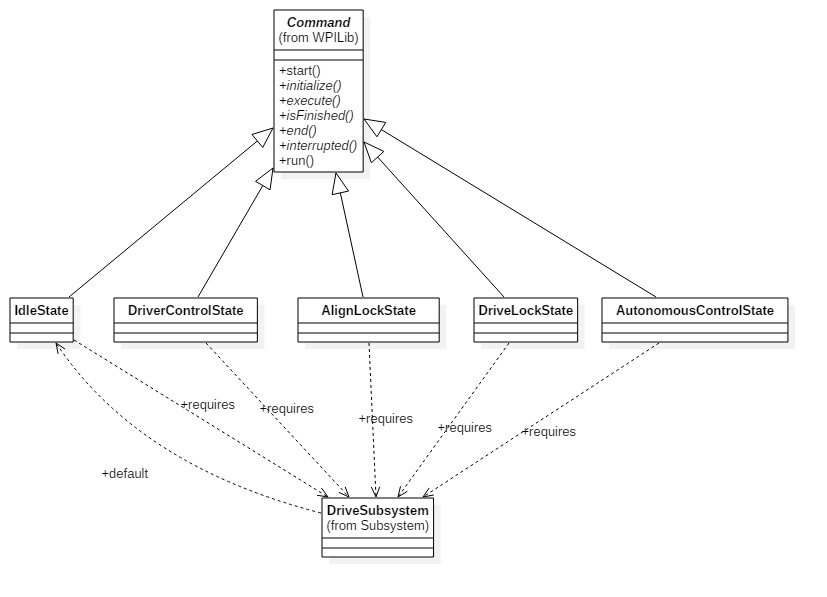 Command
(from WPILib)
+start()
+initialize()
+execute()
+isFinished()
+end()
+interrupted()
+run()
IdleState
DriverControlState
AlignLockState
DriveLockState
AutonomousControlState
+requires
+requires
+requires
+requires
+requires
+default
DriveSubsystem
(from Subsystem)